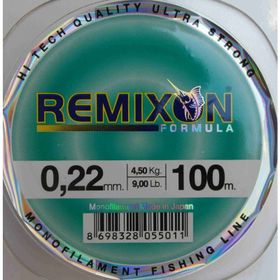 HI TECH QUALITY ULTRA STRONG
REMIXON
FORMULA
0,22mm.
4,50 Kg.
9,00 Lb.
100m.
Monofilament Made in Japan
8 698328 055011
MONOFILAMENT FISHING LINE